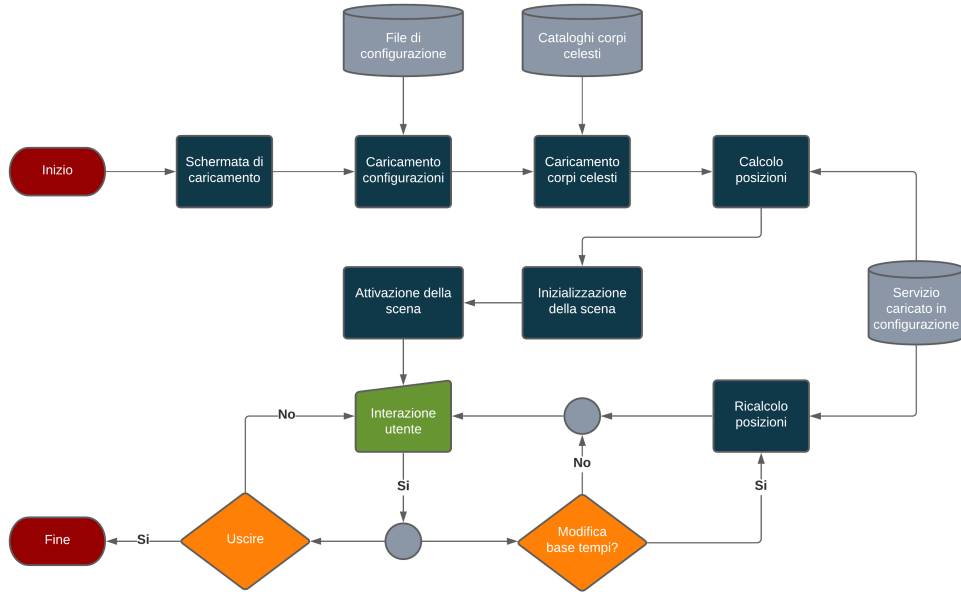 File di
configurazione
Cataloghi corpi
celesti
Inizio
Schermata di
caricamento
Caricamento
configurazioni
Caricamento
corpi celesti
Calcolo
posizioni
Attivazione della
scena
Inizializzazione
della scena
Servizio
caricato in
configurazione
No
Interazione
utente
Ricalcolo
posizioni
Si
No
Si
Fine
Si
Uscire
Modifica
base tempi?